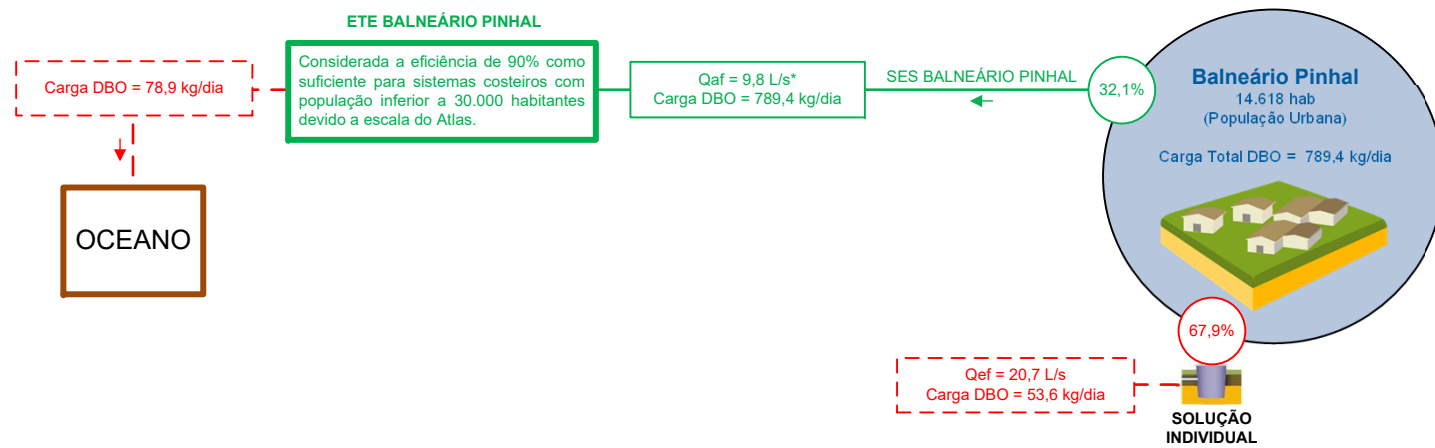 ETE BALNEÁRIO PINHAL
Carga DBO = 78,9 kg/dia
Considerada a eficiência de 90% como
suficiente para sistemas costeiros com
população inferior a 30.000 habitantes
devido a escala do Atlas.
Qaf = 9,8 L/s*
Carga DBO = 789,4 kg/dia
SES BALNEÁRIO PINHAL
32,1%
Balneário Pinhal
14.618 hab
(População Urbana)
Carga Total DBO = 789,4 kg/dia
OCEANO
67,9%
Qef = 20,7 L/s
Carga DBO = 53,6 kg/dia
SOLUÇÃO
INDIVIDUAL